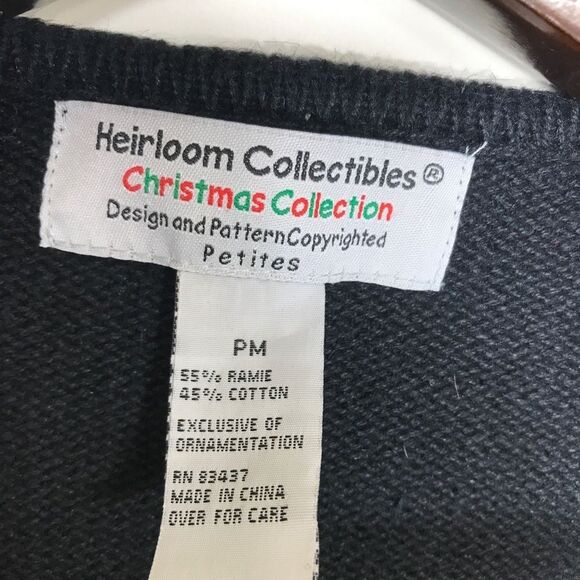 Heirloom Collectibles®
Christmas Collection
Design and Pattern Copyrighted
Petites
PM
55% RAMIE
45% COTTON
EXCLUSIVE OF
ORNAMENTATION
RN 83437
MADE IN CHINA
OVER FOR CARE